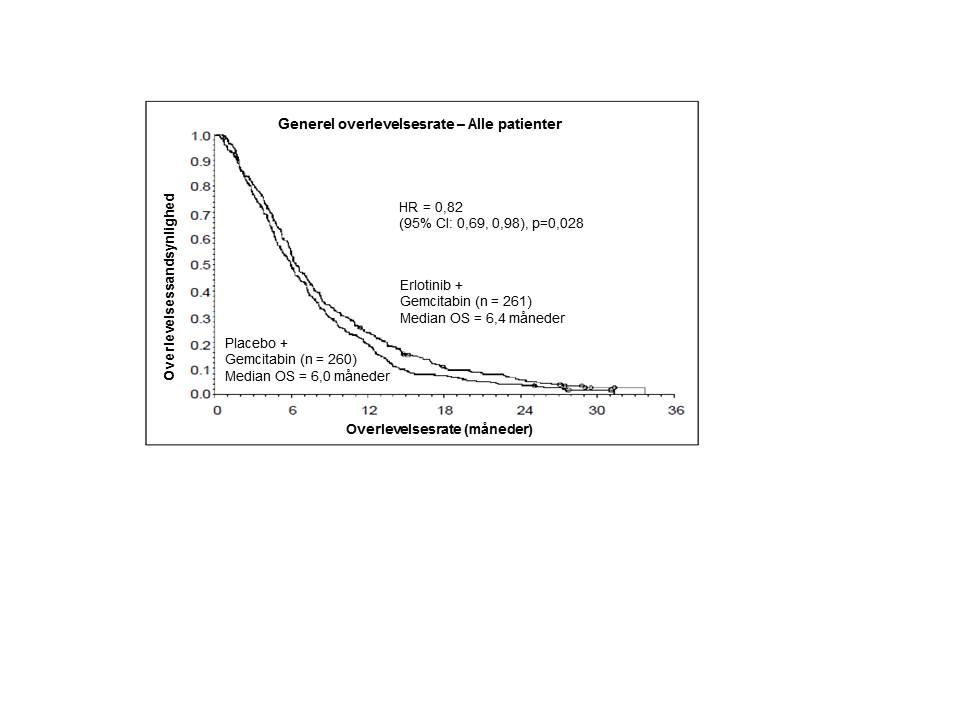 Generel overlevelsesrate – Alle patienter
Overlevelsessandsynlighed
1.0
0.9
0.8
0.7
0.6
0.5
0.4
0.3
0.2
0.1
0.0
HR = 0,82
(95% CI: 0,69, 0,98), p=0,028
Erlotinib +
Gemcitabin (n = 261)
Median OS = 6,4 måneder
Placebo +
Gemcitabin (n = 260)
Median OS = 6,0 måneder
0 6 12 18 24 30 36
Overlevelsesrate (måneder)